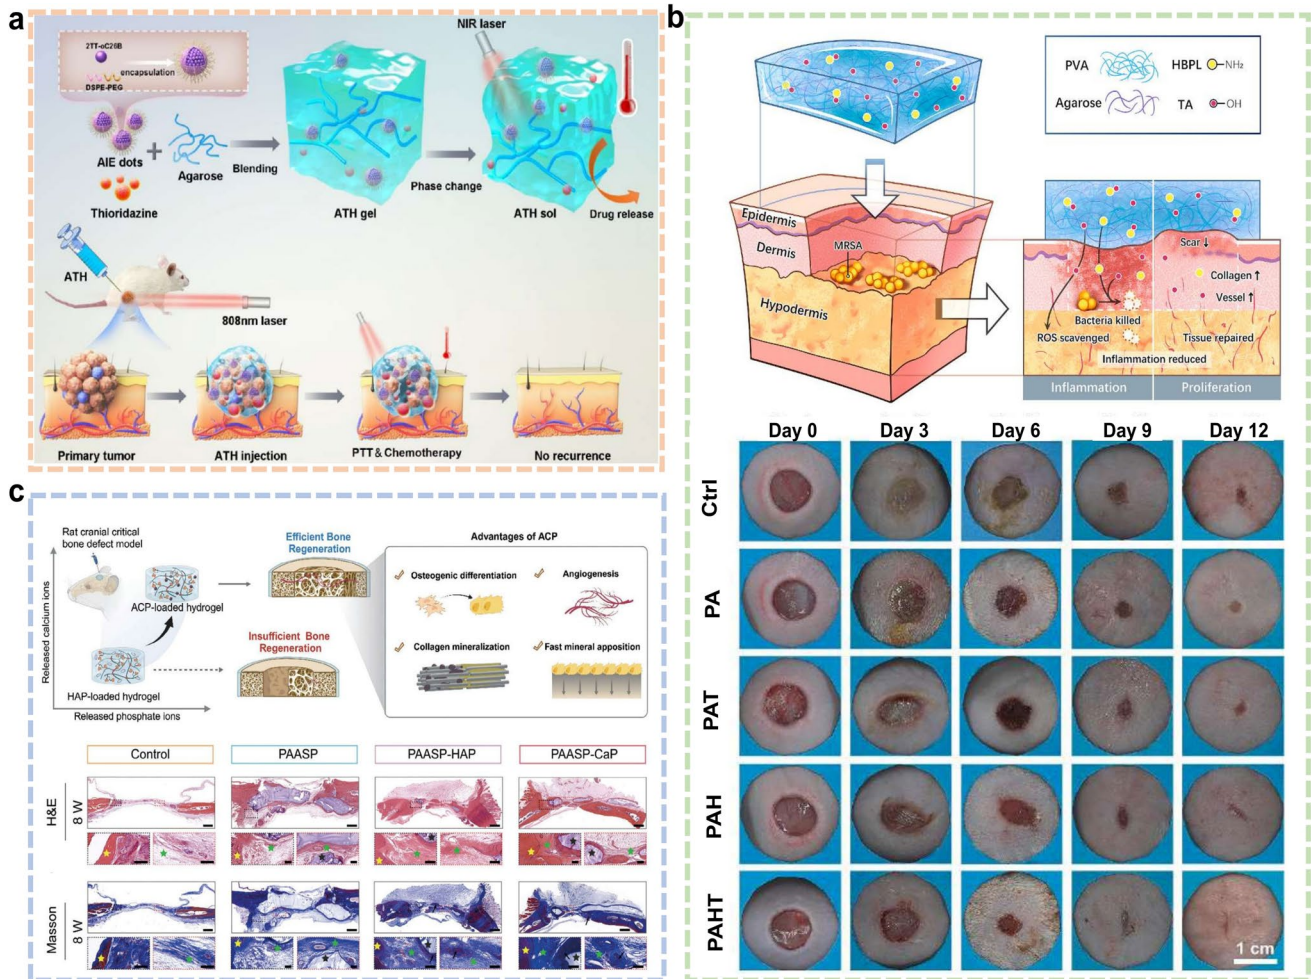 a
2TT-oC26B
encapsulation
DSPE-PEG
AIE dots
Thioridazine
Agarose
Blending
ATH gel
Phase change
NIR laser
ATH sol
Drug release
ATH
808nm laser
Primary tumor
ATH injection
PTT & Chemotherapy
No recurrence
b
PVA
HBPL
NH₂
Agarose
TA
OH
Epidermis
Dermis
MRSA
Hypodermis
Scar ↓
Collagen ↑
Vessel ↑
Bacteria killed
ROS scavenged
Tissue repaired
Inflammation reduced
Inflammation
Proliferation
Day 0 Day 3 Day 6 Day 9 Day 12
Ctrl
PA
PAT
PAH
PAHT
1 cm
c
Rat cranial critical
bone defect model
Released calcium ions
ACP-loaded hydrogel
HAP-loaded hydrogel
Released phosphate ions
Efficient Bone
Regeneration
Insufficient Bone
Regeneration
Advantages of ACP
Osteogenic differentiation
Angiogenesis
Collagen mineralization
Fast mineral apposition
Control PAASP PAASP-HAP PAASP-CaP
H&E
8 W
Masson
8 W